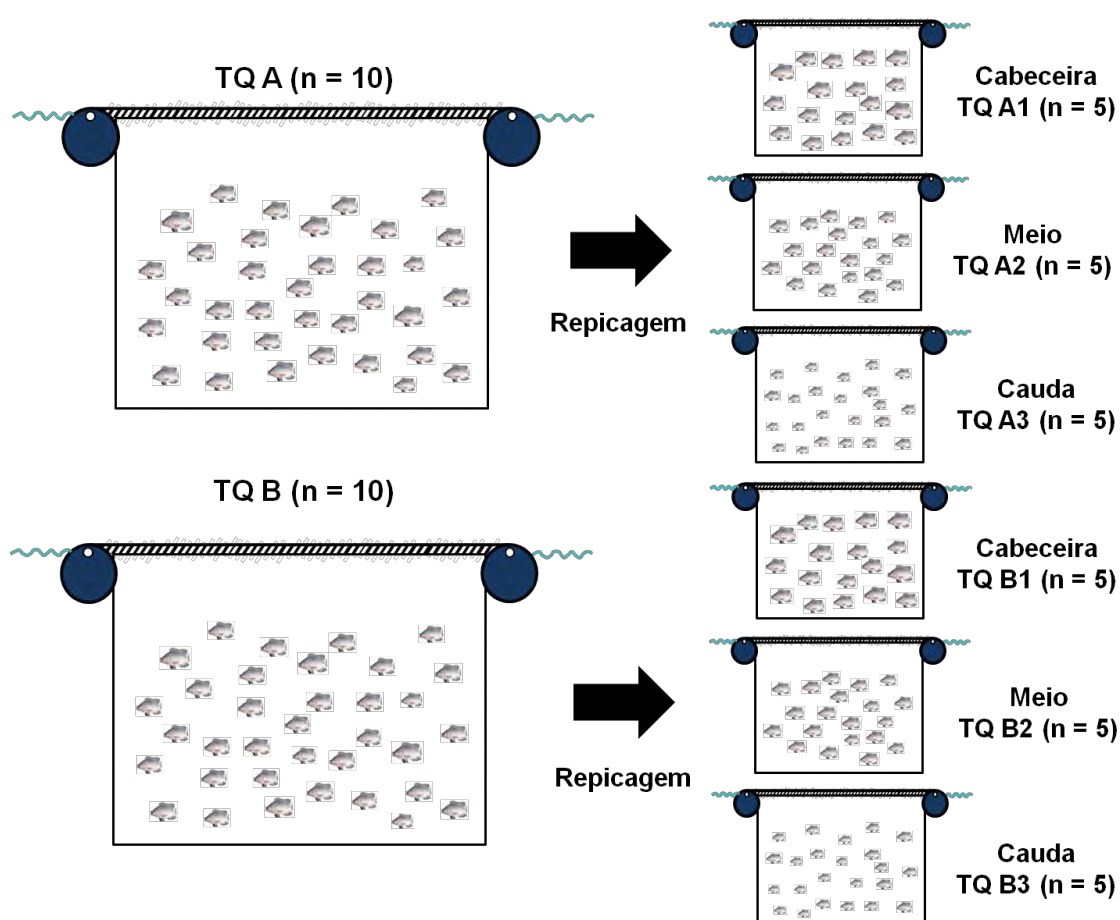 TQ A (n = 10)
Repicagem
Cabeceira
TQ A1 (n = 5)
Meio
TQ A2 (n = 5)
Cauda
TQ A3 (n = 5)
TQ B (n = 10)
Repicagem
Cabeceira
TQ B1 (n = 5)
Meio
TQ B2 (n = 5)
Cauda
TQ B3 (n = 5)